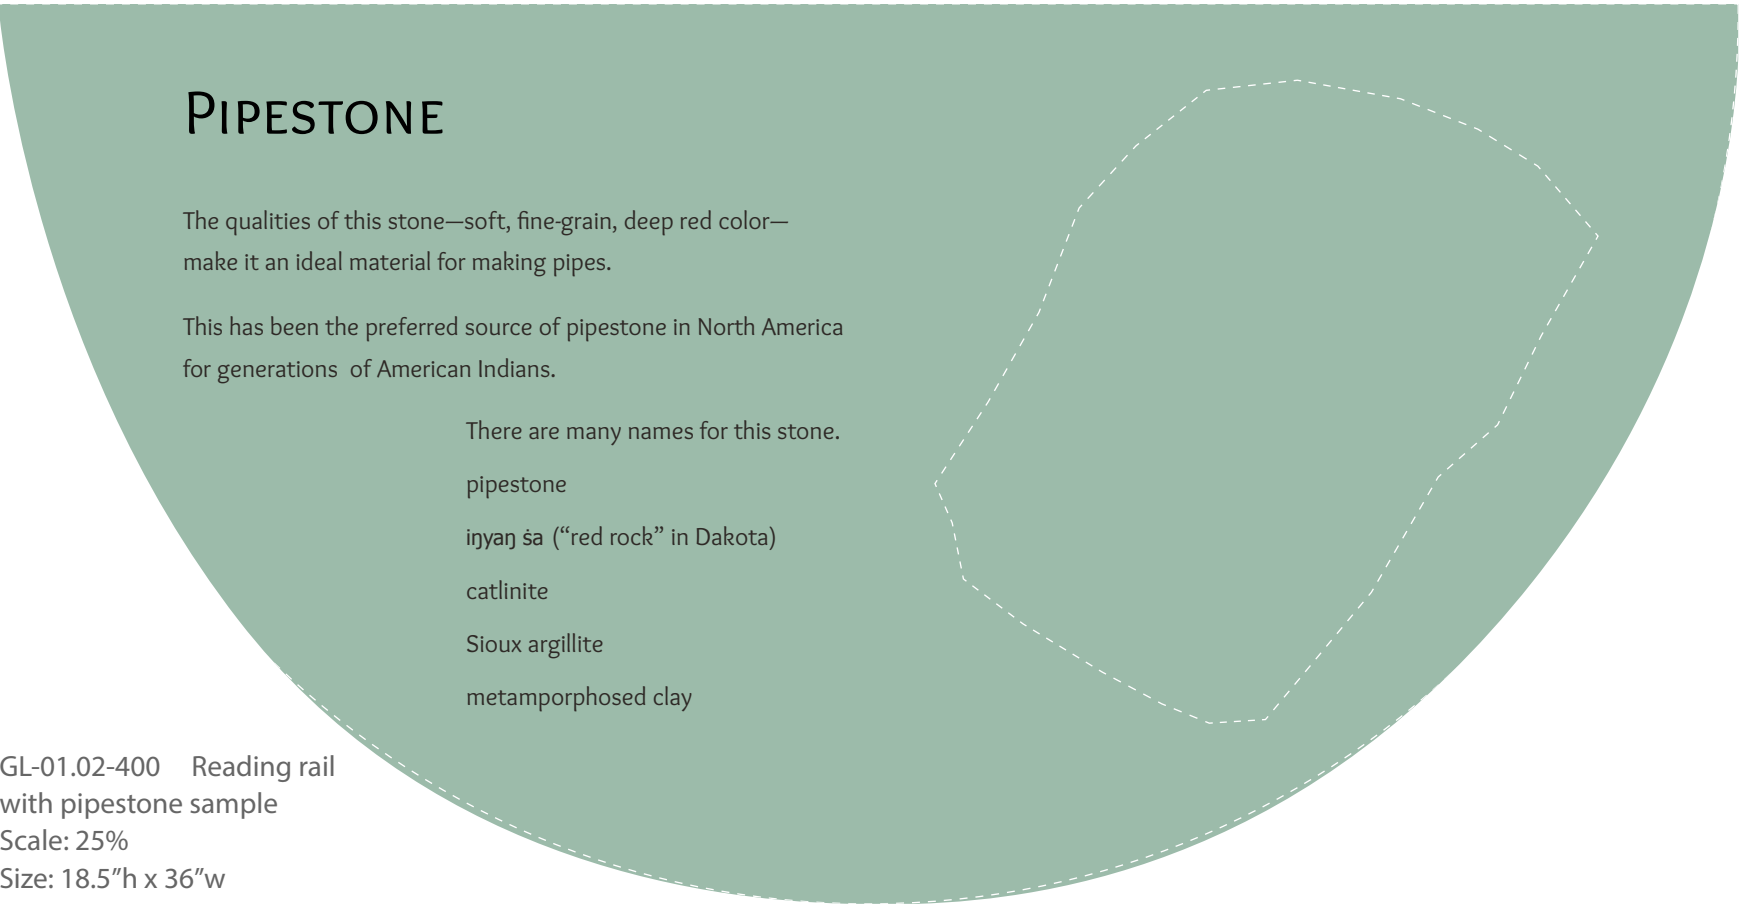 PIPESTONE
The qualities of this stone—soft, fine-grain, deep red color—
make it an ideal material for making pipes.
This has been the preferred source of pipestone in North America
for generations  of American Indians.
There are many names for this stone.
pipestone
iŋyaŋ ṡa (“red rock” in Dakota)
catlinite
Sioux argillite
metamporphosed clay
GL-01.02-400 Reading rail
with pipestone sample
Scale: 25%
Size: 18.5”h x 36”w